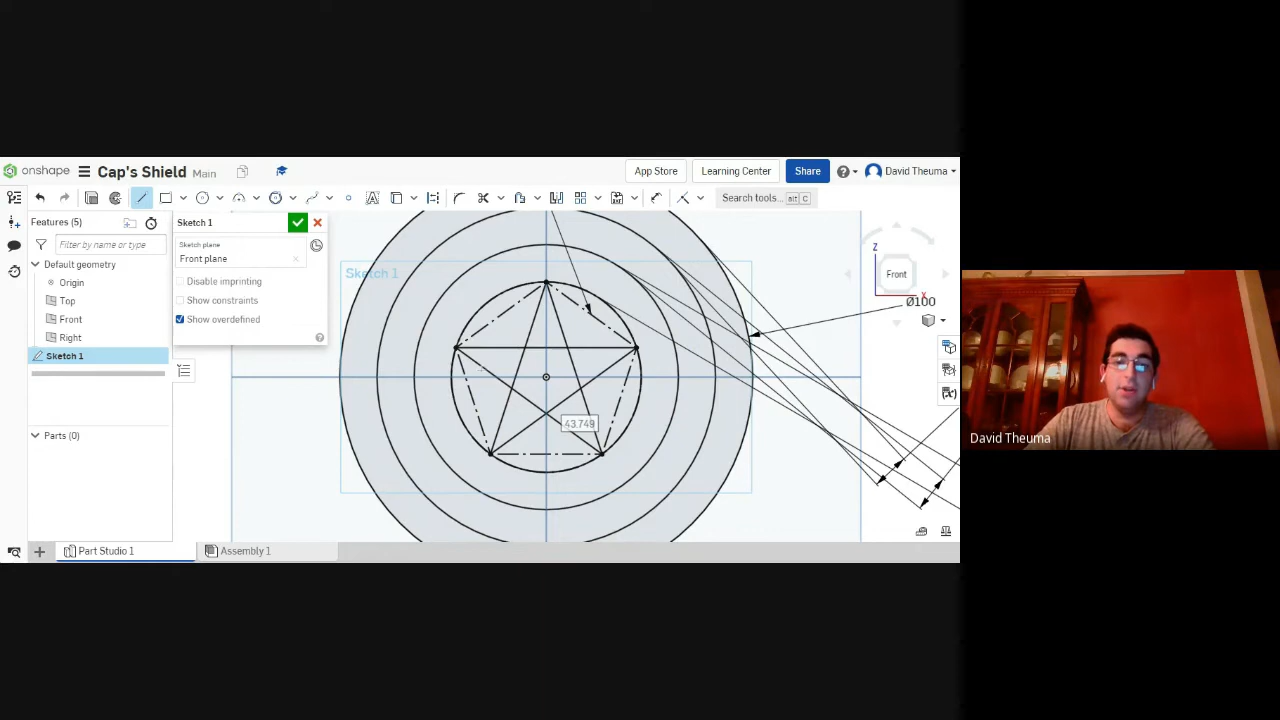 onshape
Cap's Shield Main
App Store
Learning Center
Share
David Theuma
Search tools... alt C
Features (5)
Filter by name or type
Default geometry
Origin
Top
Front
Right
Sketch 1
Parts (0)
Sketch 1
Sketch plane
Front plane
Disable imprinting
Show constraints
Show overdefined
Sketch 1
43.749
Z
Front
X
Ø100
Part Studio 1
Assembly 1
David Theuma